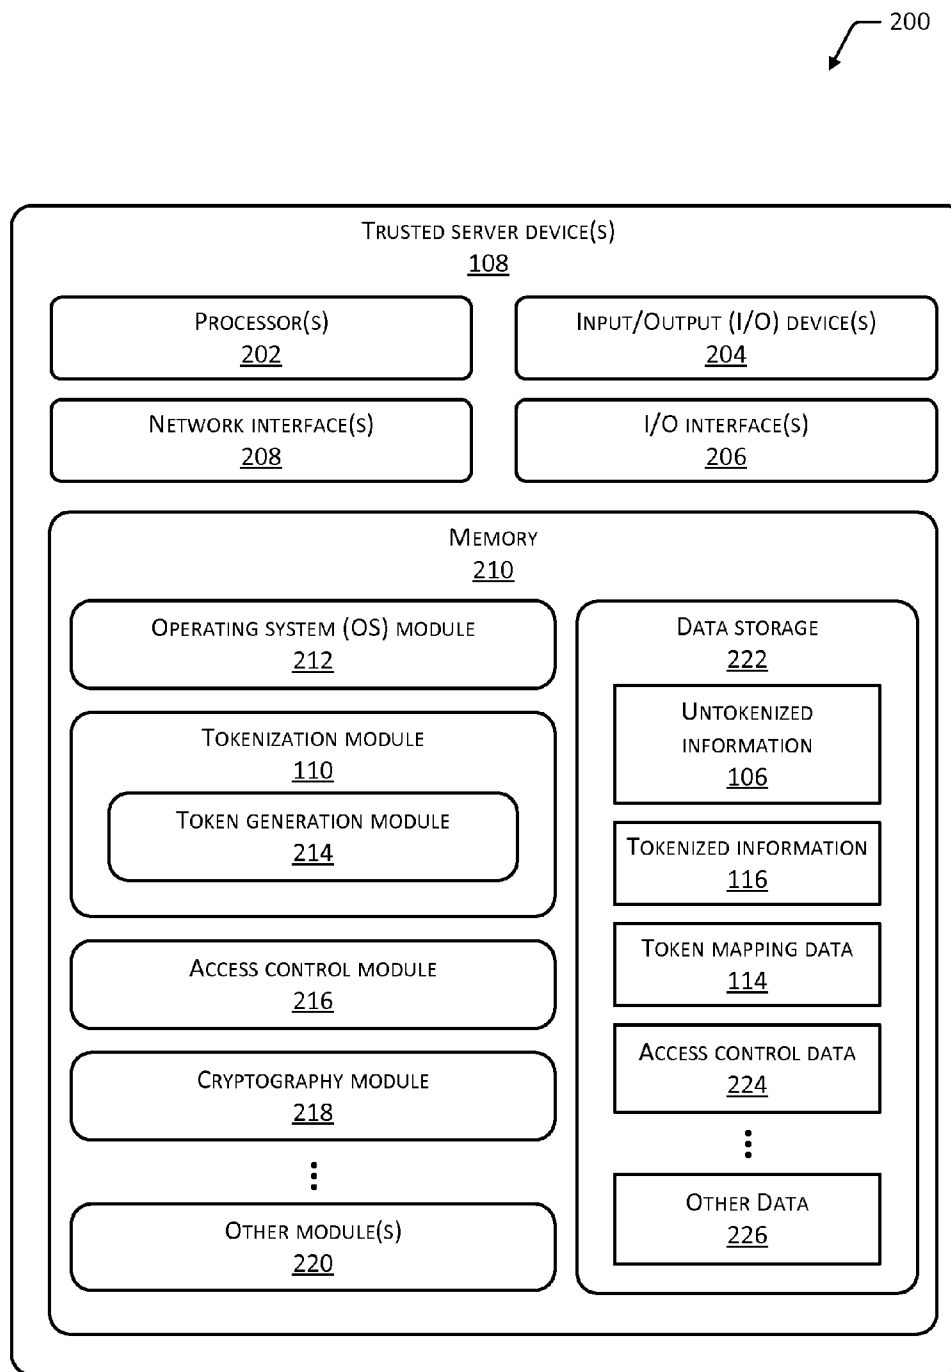 200
TRUSTED SERVER DEVICE(S)
108
PROCESSOR(S)
202
INPUT/OUTPUT (I/O) DEVICE(S)
204
NETWORK INTERFACE(S)
208
I/O INTERFACE(S)
206
MEMORY
210
OPERATING SYSTEM (OS) MODULE
212
TOKENIZATION MODULE
110
TOKEN GENERATION MODULE
214
ACCESS CONTROL MODULE
216
CRYPTOGRAPHY MODULE
218
OTHER MODULE(S)
220
DATA STORAGE
222
UNTOKENIZED
INFORMATION
106
TOKENIZED INFORMATION
116
TOKEN MAPPING DATA
114
ACCESS CONTROL DATA
224
OTHER DATA
226